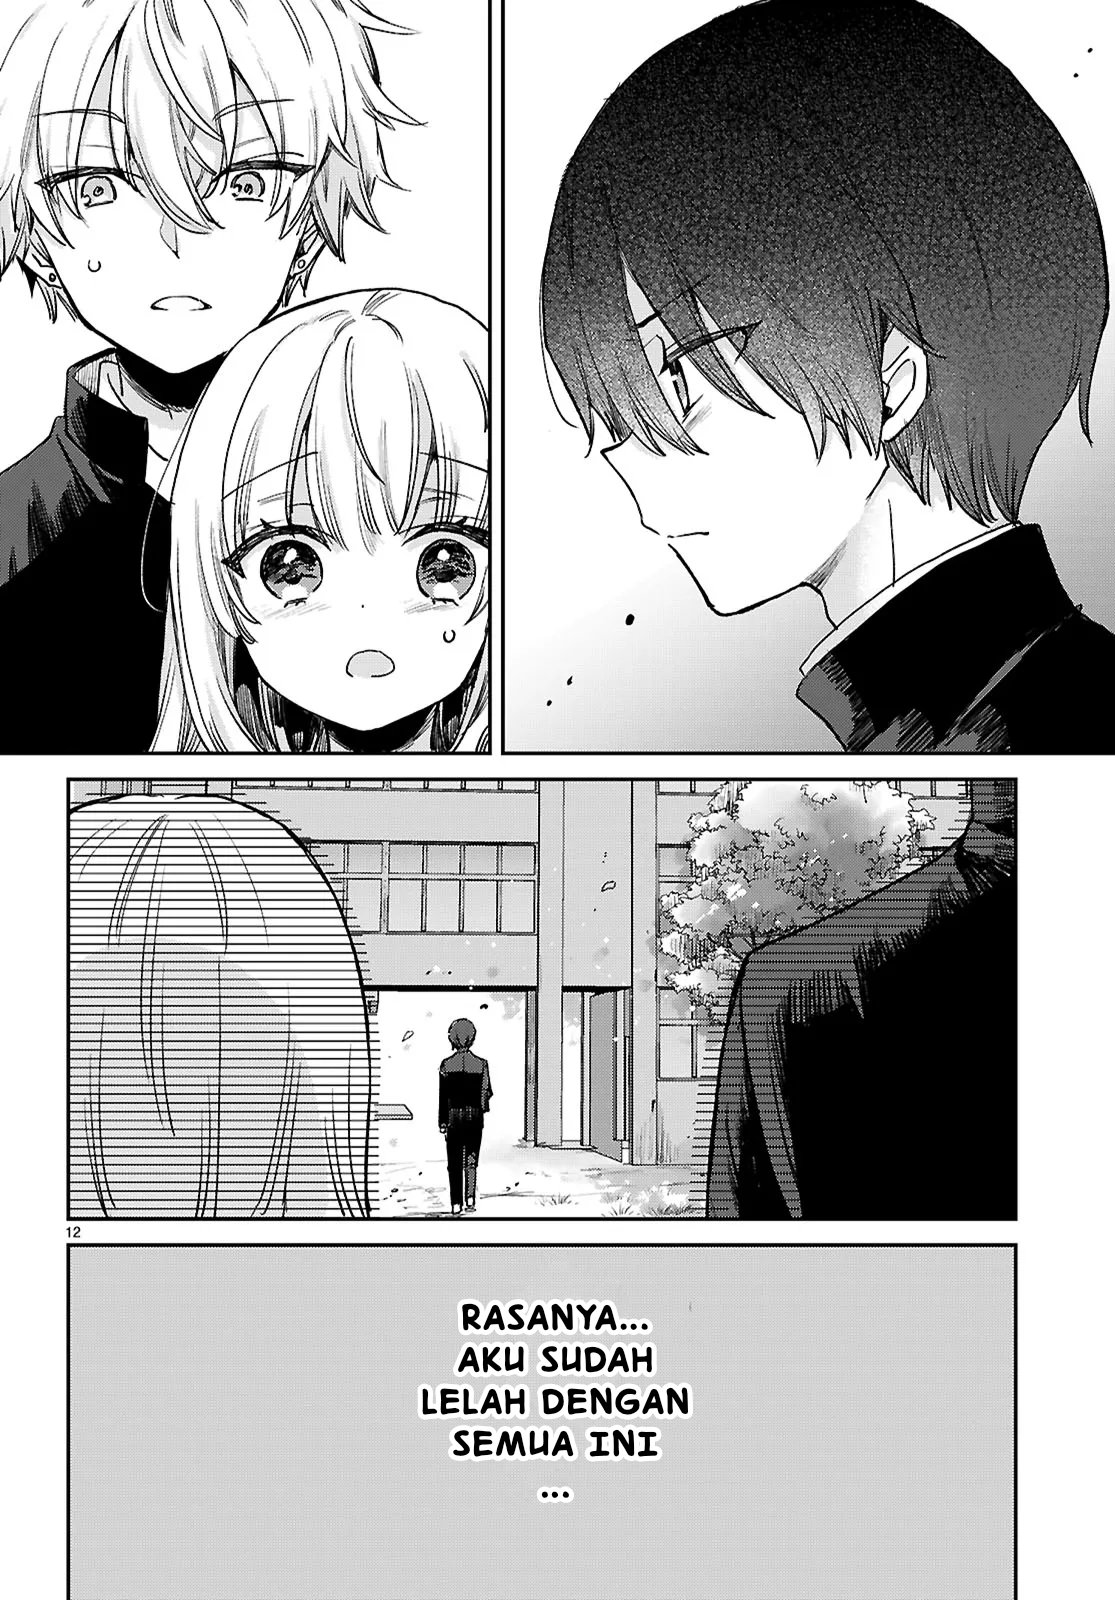 12
RASANYA...
AKU SUDAH
LELAH DENGAN
SEMUA INI
...